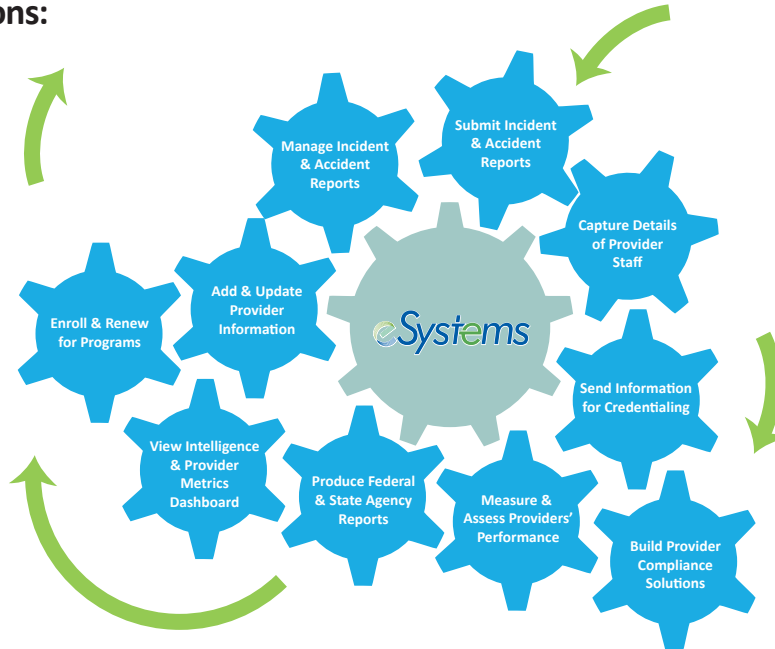 ons:
Manage Incident
& Accident
Reports
Submit Incident
& Accident
Reports
Capture Details
of Provider
Staff
Enroll & Renew
for Programs
Add & Update
Provider
Information
eSystems
Send Information
for Credentialing
View Intelligence
& Provider
Metrics
Dashboard
Produce Federal
& State Agency
Reports
Measure &
Assess Providers’
Performance
Build Provider
Compliance
Solutions